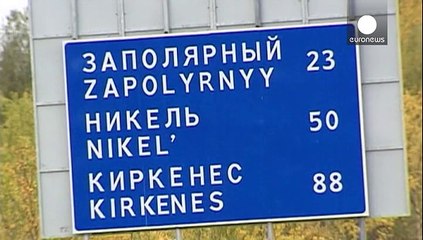 euronews
ЗАПОЛЯРНЫЙ 23
ZAPOLYRNYY
НИКЕЛЬ 50
NIKEL'
КИРКЕНЕС 88
KIRKENES